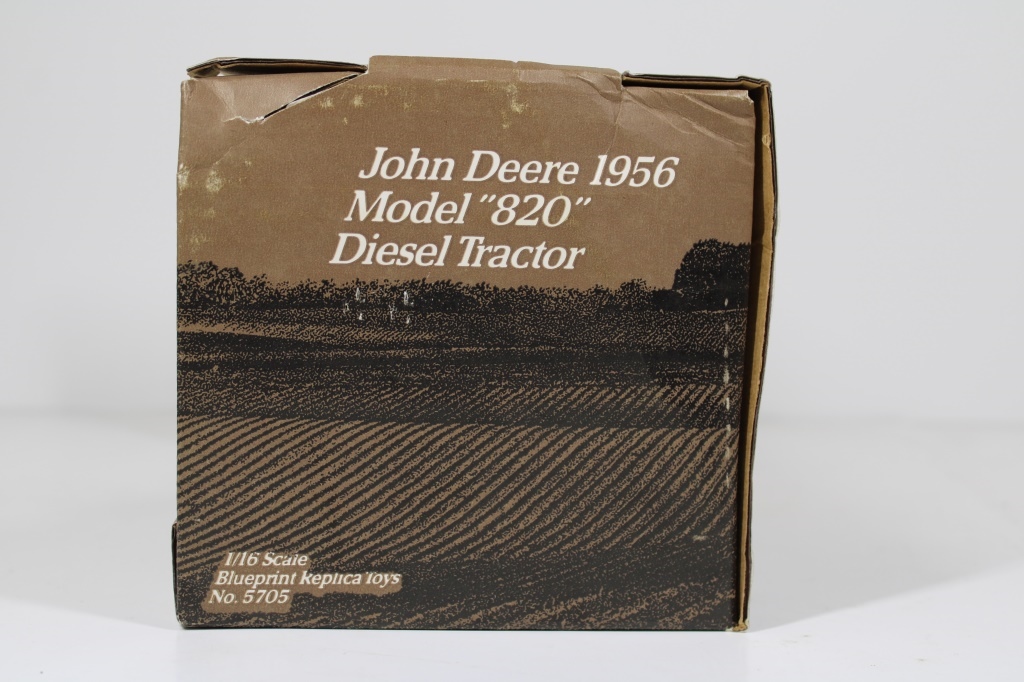 John Deere 1956
Model "820"
Diesel Tractor
1/16 Scale
Blueprint Replica Toys
No. 5705